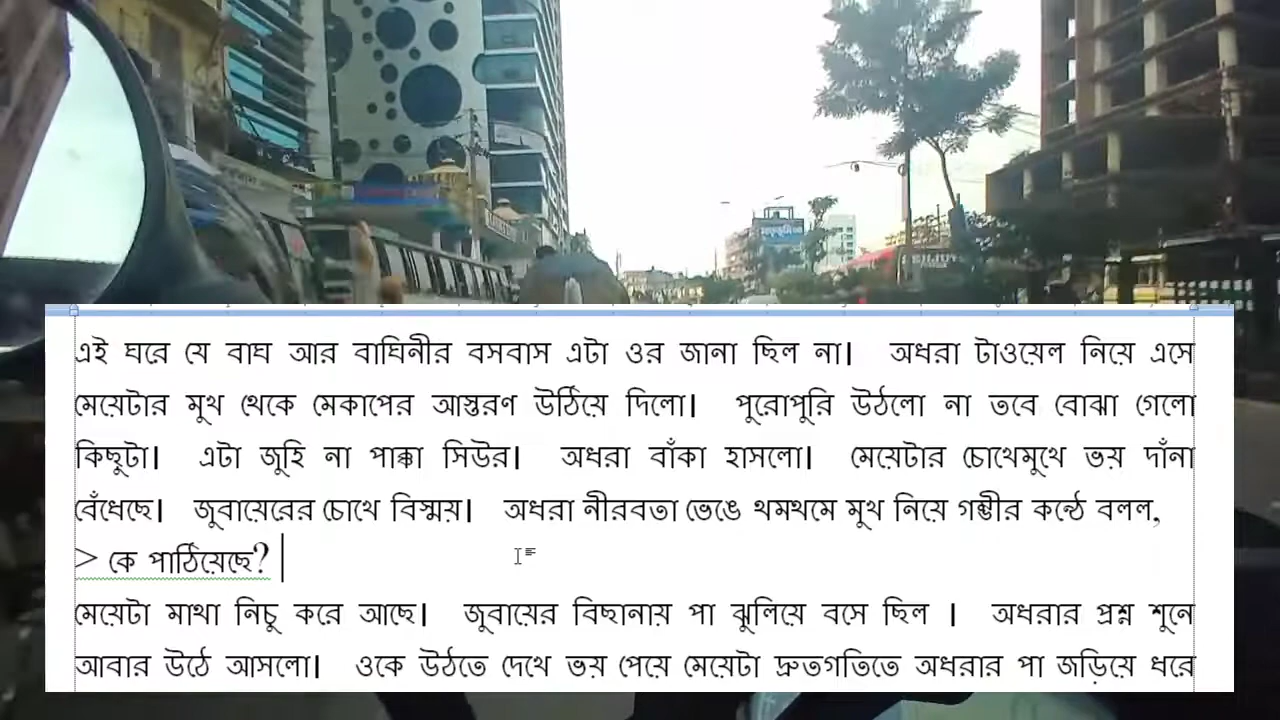 এই ঘরে যে বাঘ আর বাঘিনীর বসবাস এটা ওর জানা ছিল না। অধরা টাওয়েল নিয়ে এসে
মেয়েটার মুখ থেকে মেকাপের আস্তরণ উঠিয়ে দিলো। পুরোপুরি উঠলো না তবে বোঝা গেলো
কিছুটা। এটা জুহি না পাক্কা সিউর। অধরা বাঁকা হাসলো। মেয়েটার চোখেমুখে ভয় দাঁনা
বেঁধেছে। জুবায়েরের চোখে বিস্ময়। অধরা নীরবতা ভেঙে থমথমে মুখ নিয়ে গম্ভীর কন্ঠে বলল,
> কে পাঠিয়েছে?
মেয়েটা মাথা নিচু করে আছে। জুবায়ের বিছানায় পা ঝুলিয়ে বসে ছিল । অধরার প্রশ্ন শুনে
আবার উঠে আসলো। ওকে উঠতে দেখে ভয় পেয়ে মেয়েটা দ্রুতগতিতে অধরার পা জড়িয়ে ধরে